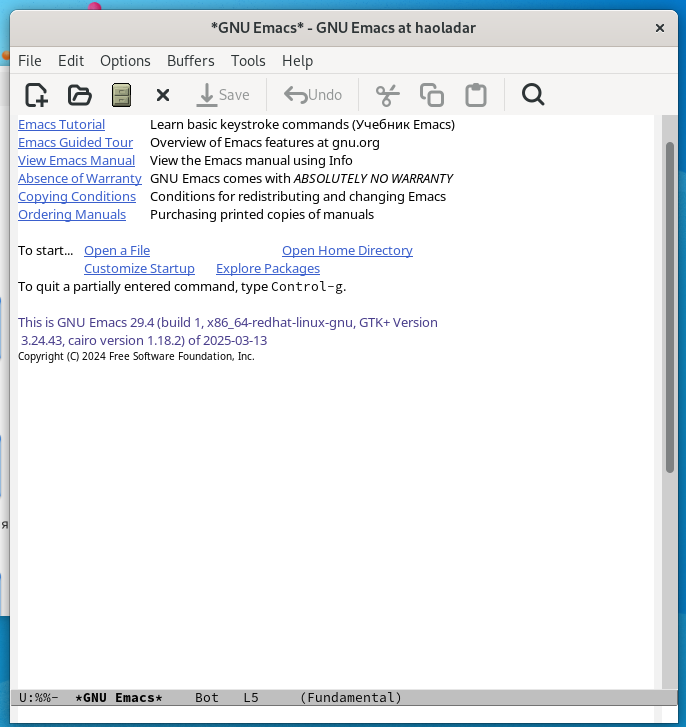 *GNU Emacs* - GNU Emacs at haoladar
File Edit Options Buffers Tools Help
Save Undo
Emacs Tutorial Learn basic keystroke commands (Учебник Emacs)
Emacs Guided Tour Overview of Emacs features at gnu.org
View Emacs Manual View the Emacs manual using Info
Absence of Warranty GNU Emacs comes with ABSOLUTELY NO WARRANTY
Copying Conditions Conditions for redistributing and changing Emacs
Ordering Manuals Purchasing printed copies of manuals
To start... Open a File Open Home Directory
Customize Startup Explore Packages
To quit a partially entered command, type Control-g.
This is GNU Emacs 29.4 (build 1, x86_64-redhat-linux-gnu, GTK+ Version
3.24.43, cairo version 1.18.2) of 2025-03-13
Copyright (C) 2024 Free Software Foundation, Inc.
я
U:%%- *GNU Emacs* Bot L5 (Fundamental)